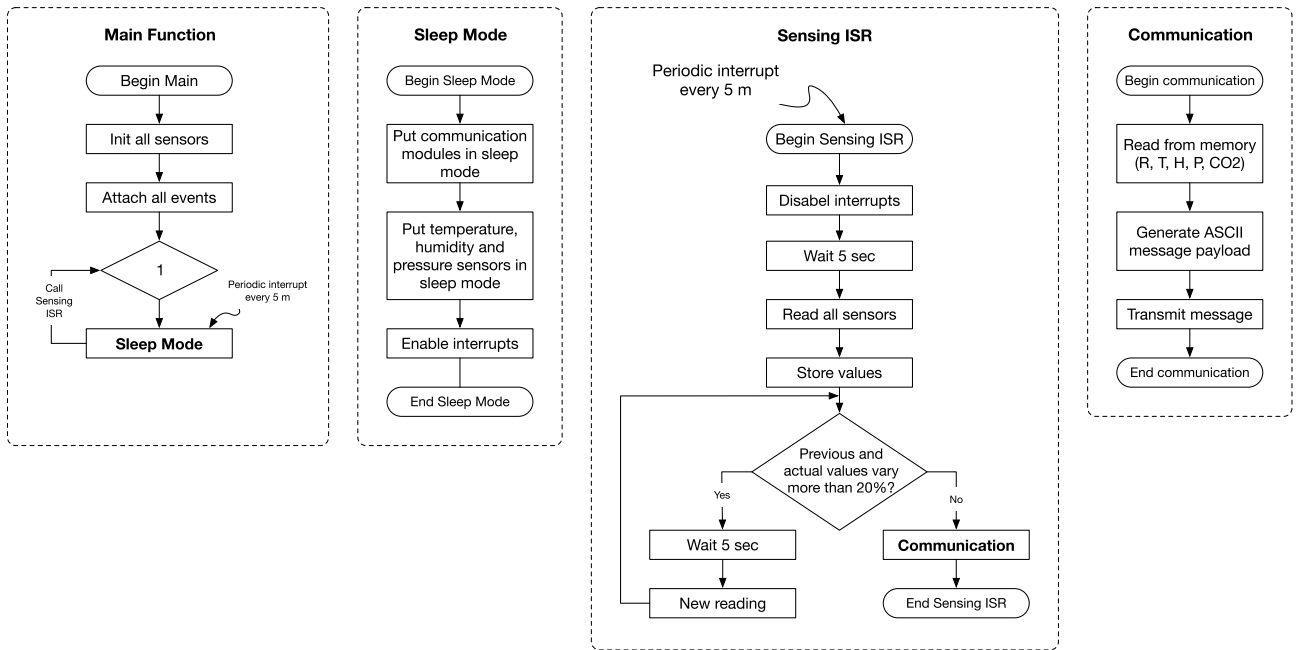 Main Function
Begin Main
Init all sensors
Attach all events
1
Call
Sensing
ISR
Periodic interrupt
every 5 m
Sleep Mode
Sleep Mode
Begin Sleep Mode
Put communication
modules in sleep
mode
Put temperature,
humidity and
pressure sensors in
sleep mode
Enable interrupts
End Sleep Mode
Sensing ISR
Periodic interrupt
every 5 m
Begin Sensing ISR
Disabel interrupts
Wait 5 sec
Read all sensors
Store values
Previous and
actual values vary
more than 20%?
Yes
No
Wait 5 sec
New reading
Communication
End Sensing ISR
Communication
Begin communication
Read from memory
(R, T, H, P, CO2)
Generate ASCII
message payload
Transmit message
End communication